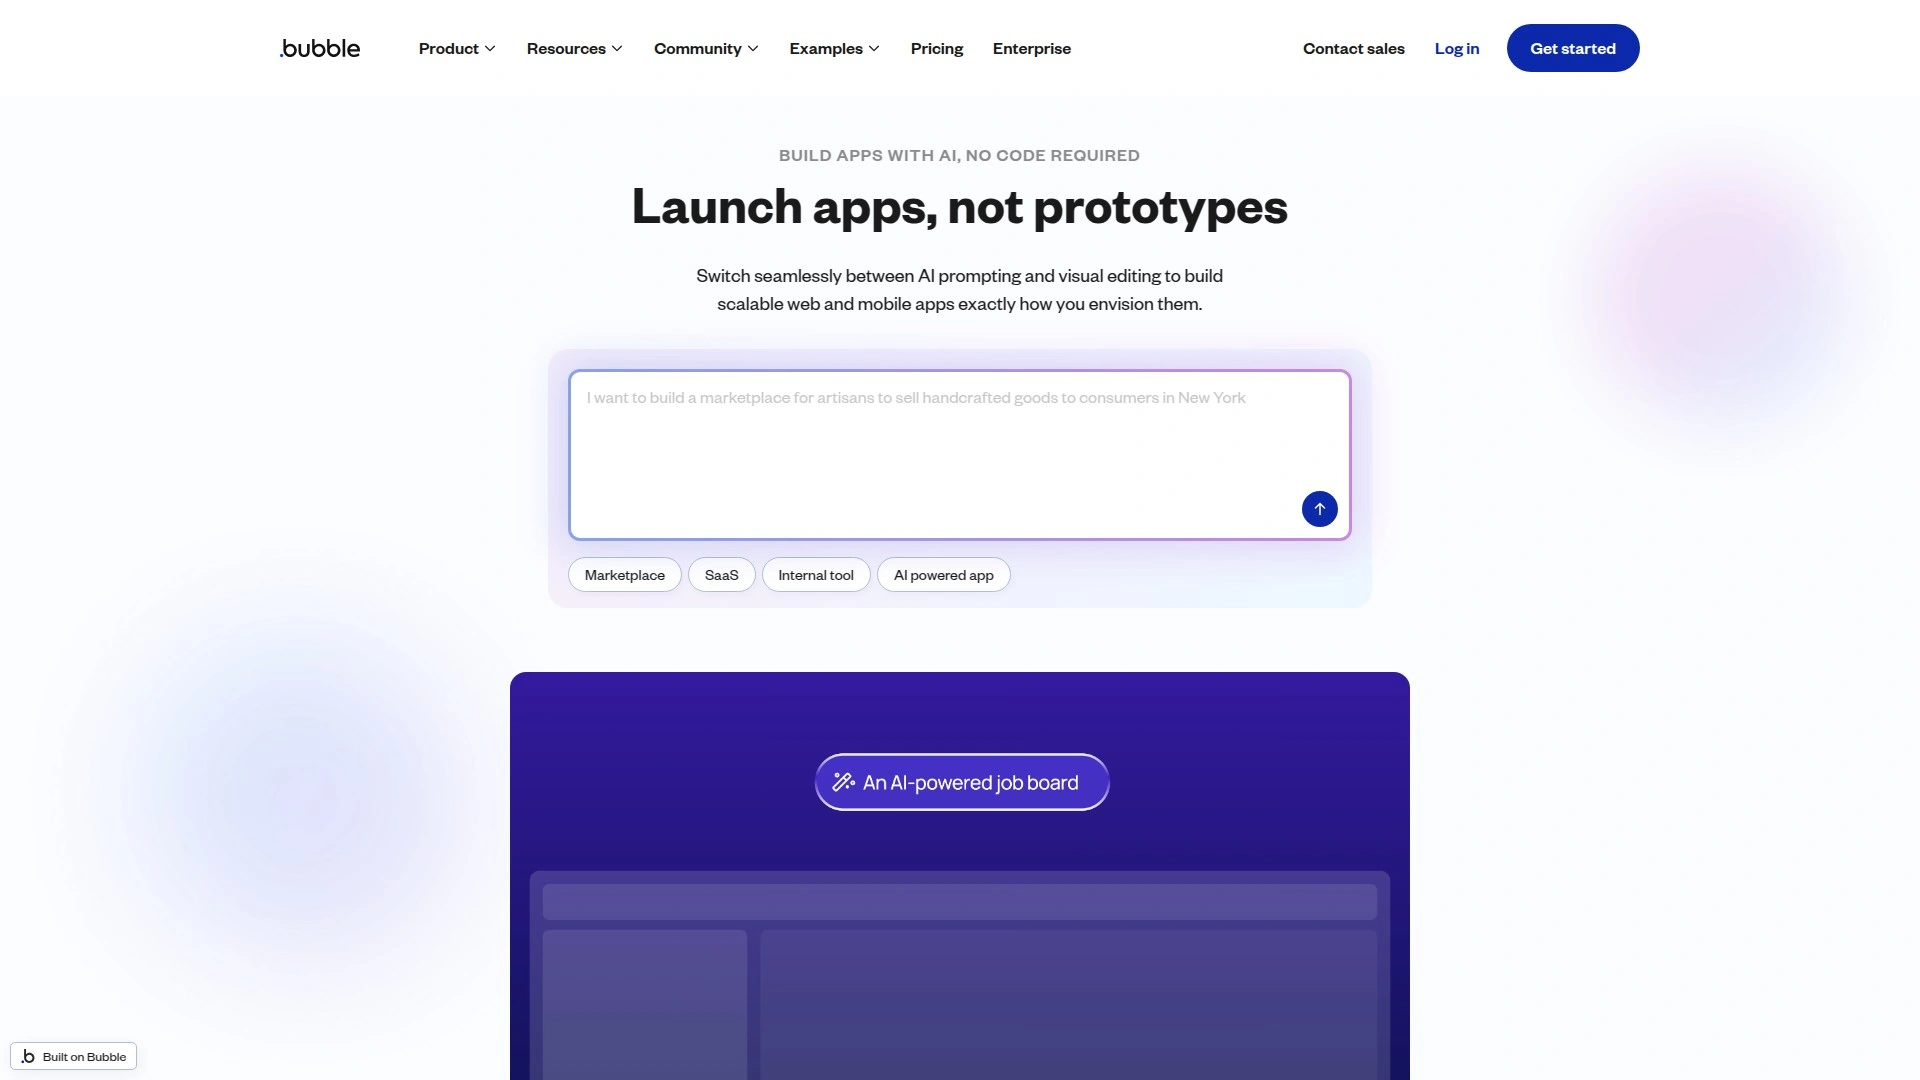 .bubble
Product
Resources
Community
Examples
Pricing
Enterprise
Contact sales
Log in
Get started
BUILD APPS WITH AI, NO CODE REQUIRED
Launch apps, not prototypes
Switch seamlessly between AI prompting and visual editing to build
scalable web and mobile apps exactly how you envision them.
I want to build a marketplace for artisans to sell handcrafted goods to consumers in New York
Marketplace
SaaS
Internal tool
AI powered app
An AI-powered job board
.b Built on Bubble